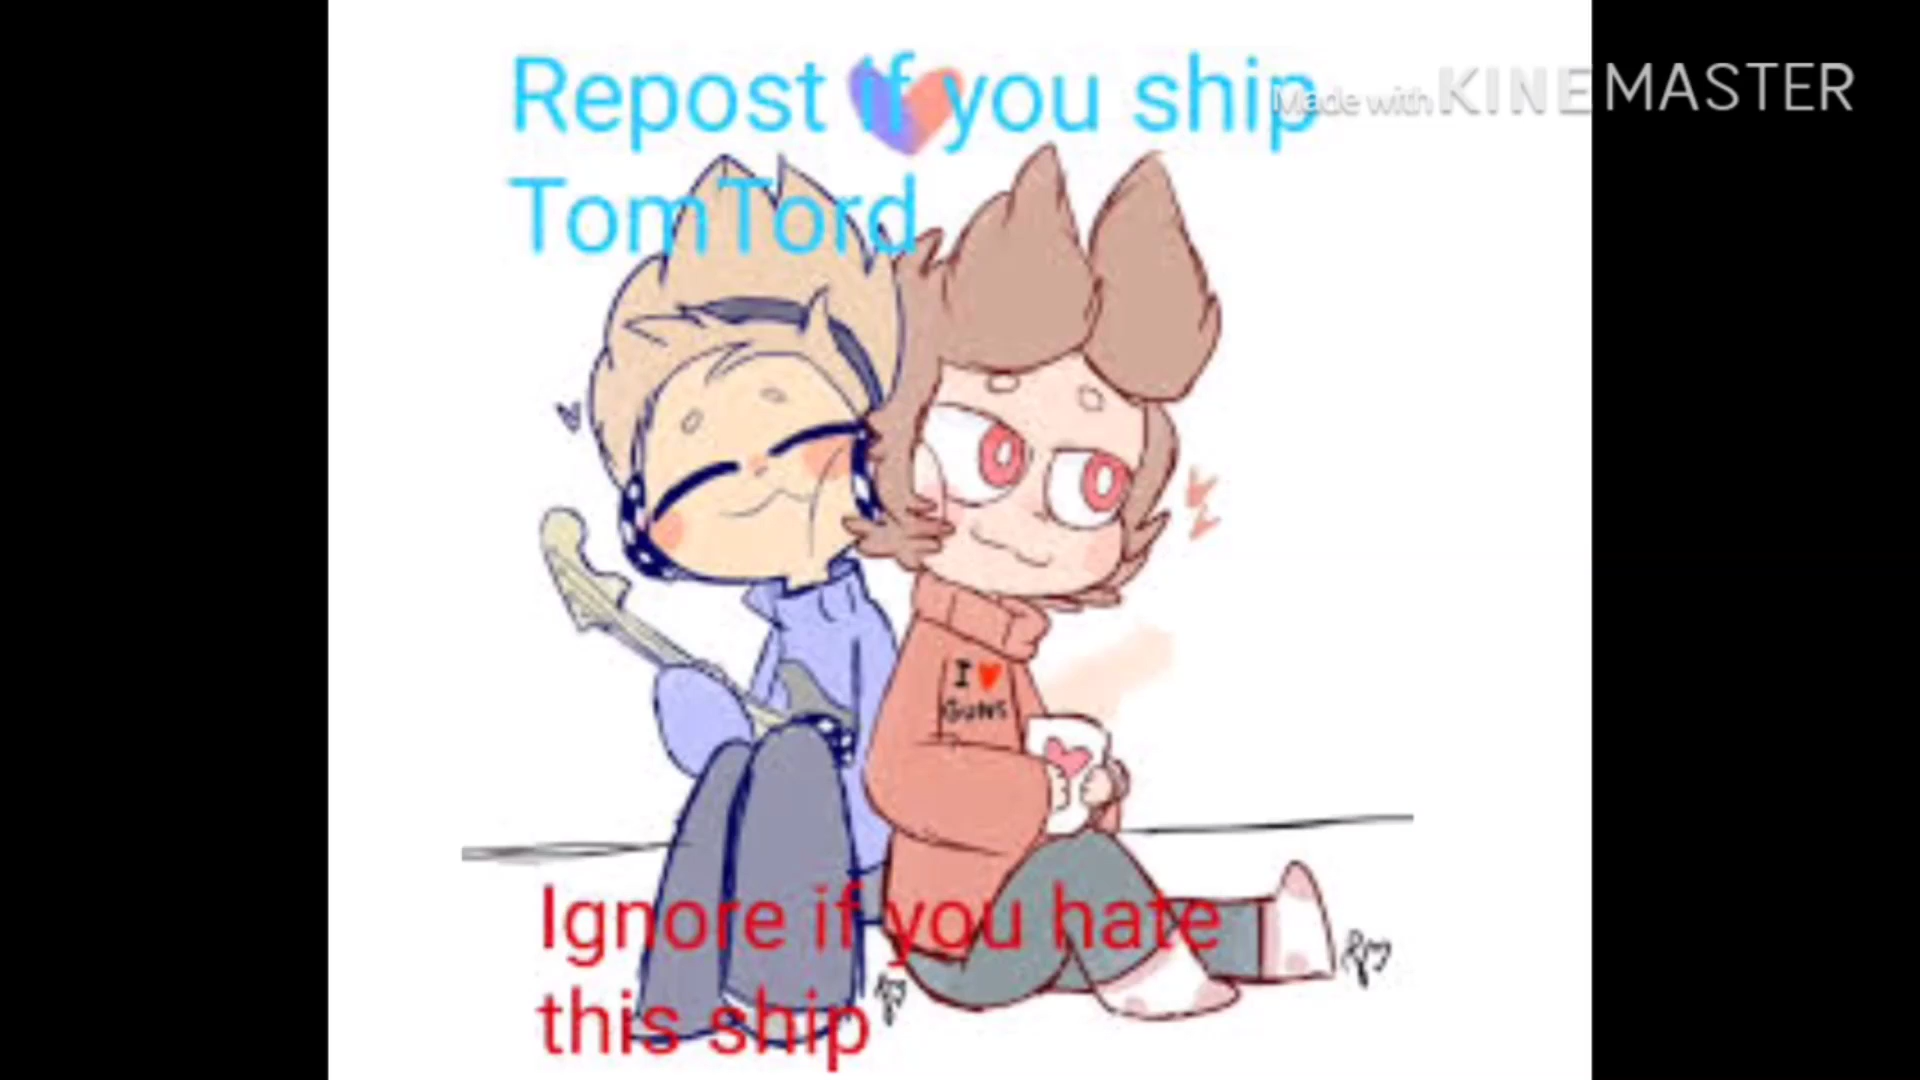 Repost if you ship
TomTord
Made with KINEMASTER
I ♥
GUNS
Ignore if you hate
this ship